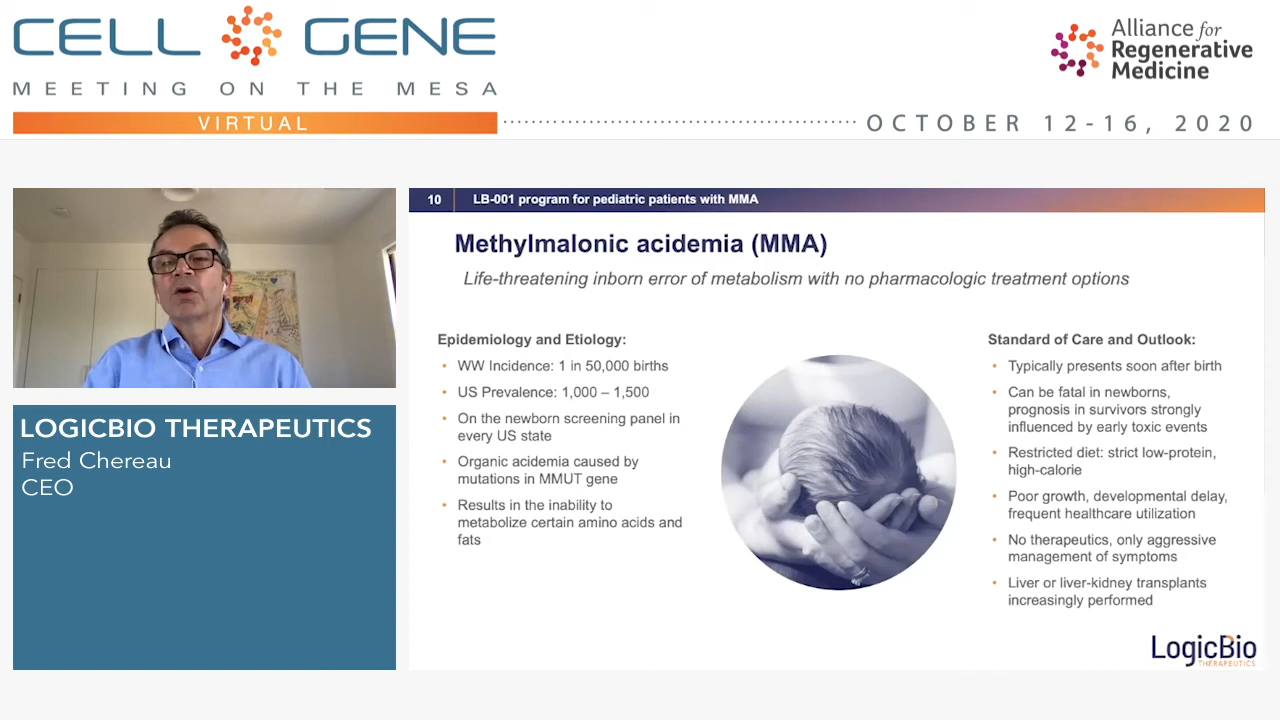 CELL GENE
MEETING ON THE MESA
VIRTUAL
Alliance for
Regenerative
Medicine
OCTOBER 12-16, 2020
LOGICBIO THERAPEUTICS
Fred Chereau
CEO
10
LB-001 program for pediatric patients with MMA
Methylmalonic acidemia (MMA)
Life-threatening inborn error of metabolism with no pharmacologic treatment options
Epidemiology and Etiology:
• WW Incidence: 1 in 50,000 births
• US Prevalence: 1,000 – 1,500
• On the newborn screening panel in
every US state
• Organic acidemia caused by
mutations in MMUT gene
• Results in the inability to
metabolize certain amino acids and
fats
Standard of Care and Outlook:
• Typically presents soon after birth
• Can be fatal in newborns,
prognosis in survivors strongly
influenced by early toxic events
• Restricted diet: strict low-protein,
high-calorie
• Poor growth, developmental delay,
frequent healthcare utilization
• No therapeutics, only aggressive
management of symptoms
• Liver or liver-kidney transplants
increasingly performed
LogicBio
THERAPEUTICS